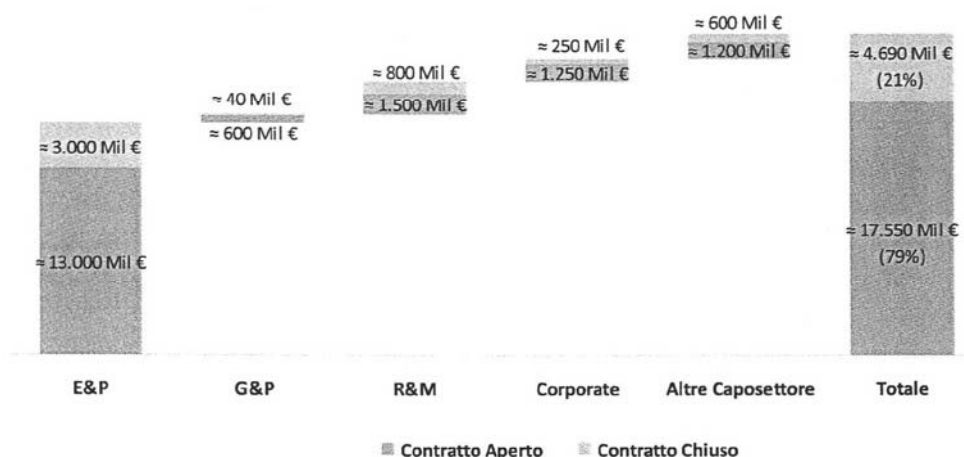 ≈ 600 Mil €
≈ 250 Mil €
≈ 1.200 Mil €
≈ 4.690 Mil €
(21%)
≈ 800 Mil €
≈ 1.250 Mil €
≈ 40 Mil €
≈ 1.500 Mil €
≈ 600 Mil €
≈ 3.000 Mil €
≈ 17.550 Mil €
(79%)
≈ 13.000 Mil €
E&P G&P R&M Corporate Altre Caposettore Totale
Contratto Aperto Contratto Chiuso